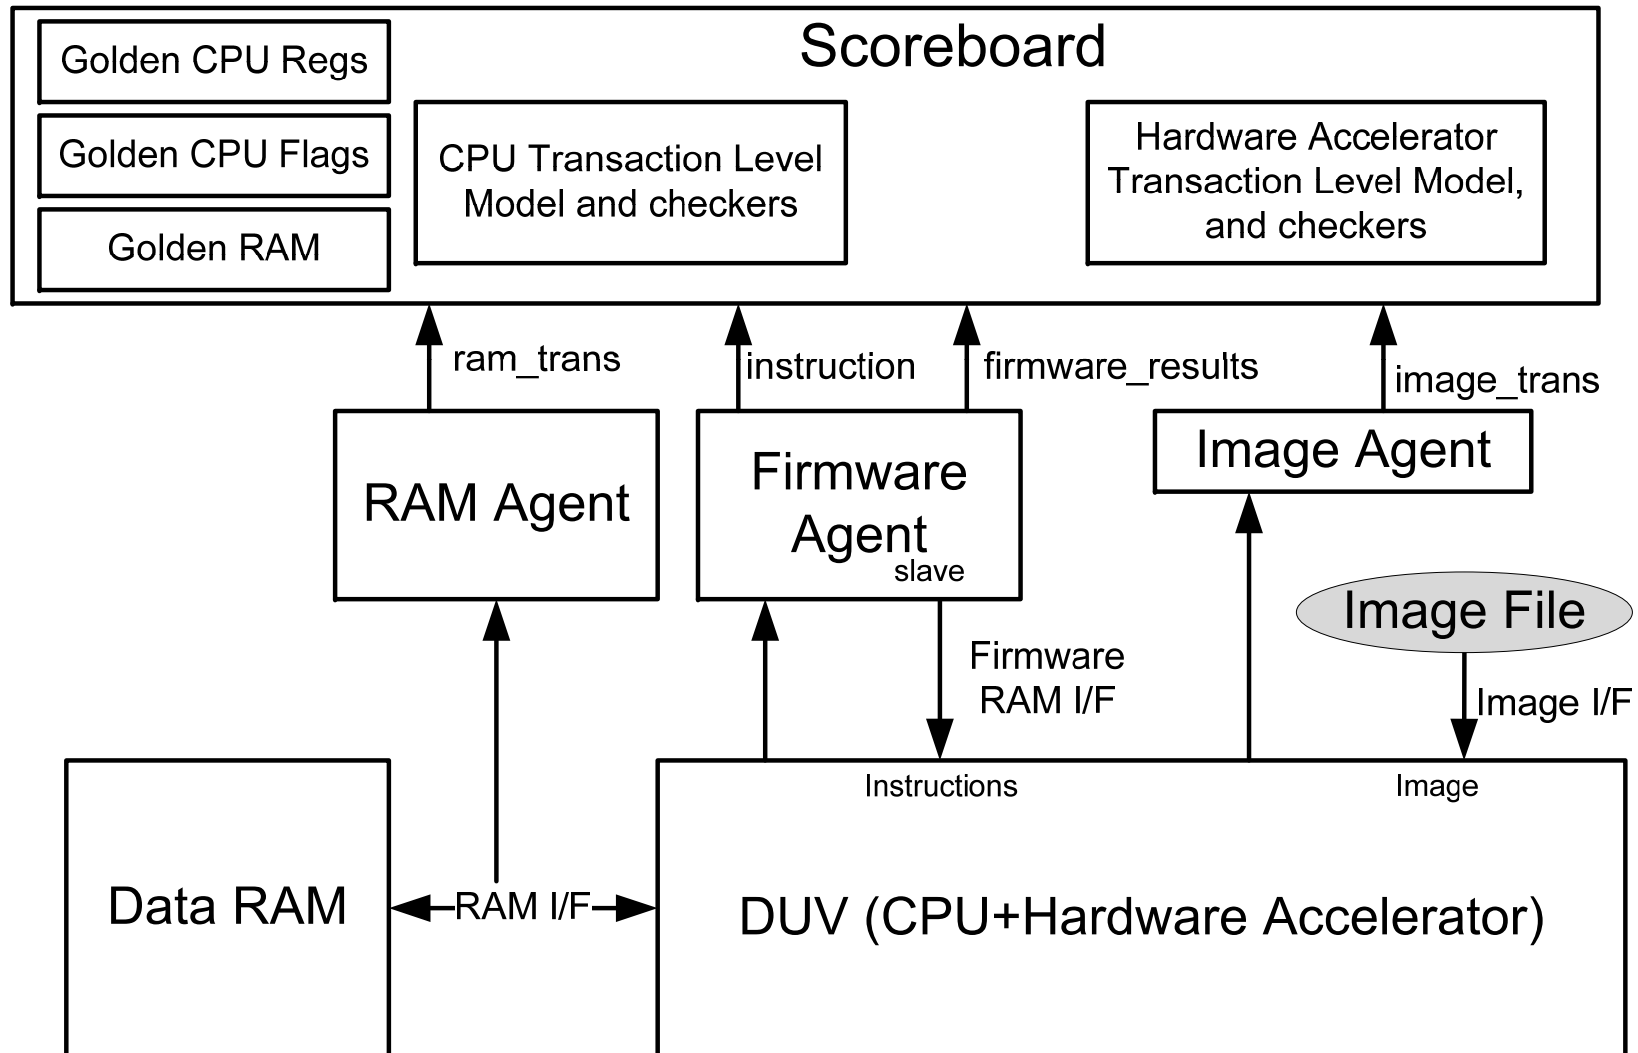 Scoreboard
Golden CPU Regs
Golden CPU Flags
Golden RAM
CPU Transaction Level
Model and checkers
Hardware Accelerator
Transaction Level Model,
and checkers
ram_trans
instruction
firmware_results
image_trans
RAM Agent
Firmware
Agent
slave
Image Agent
Image File
Firmware
RAM I/F
Image I/F
Instructions
Image
Data RAM
RAM I/F
DUV (CPU+Hardware Accelerator)